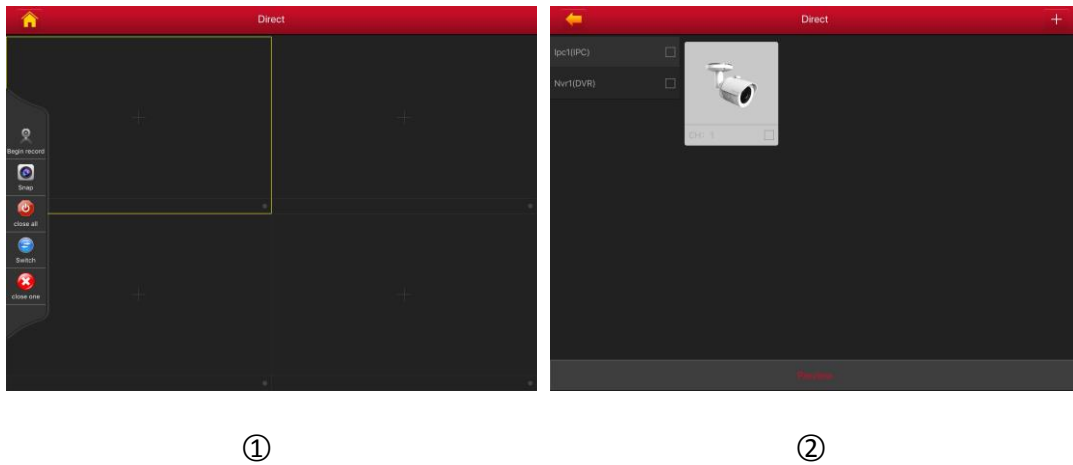 Direct
Begin record
Snap
close all
Switch
close one
Direct
Ipc1(IPC)
Nvr1(DVR)
CH: 1
Preview
①
②